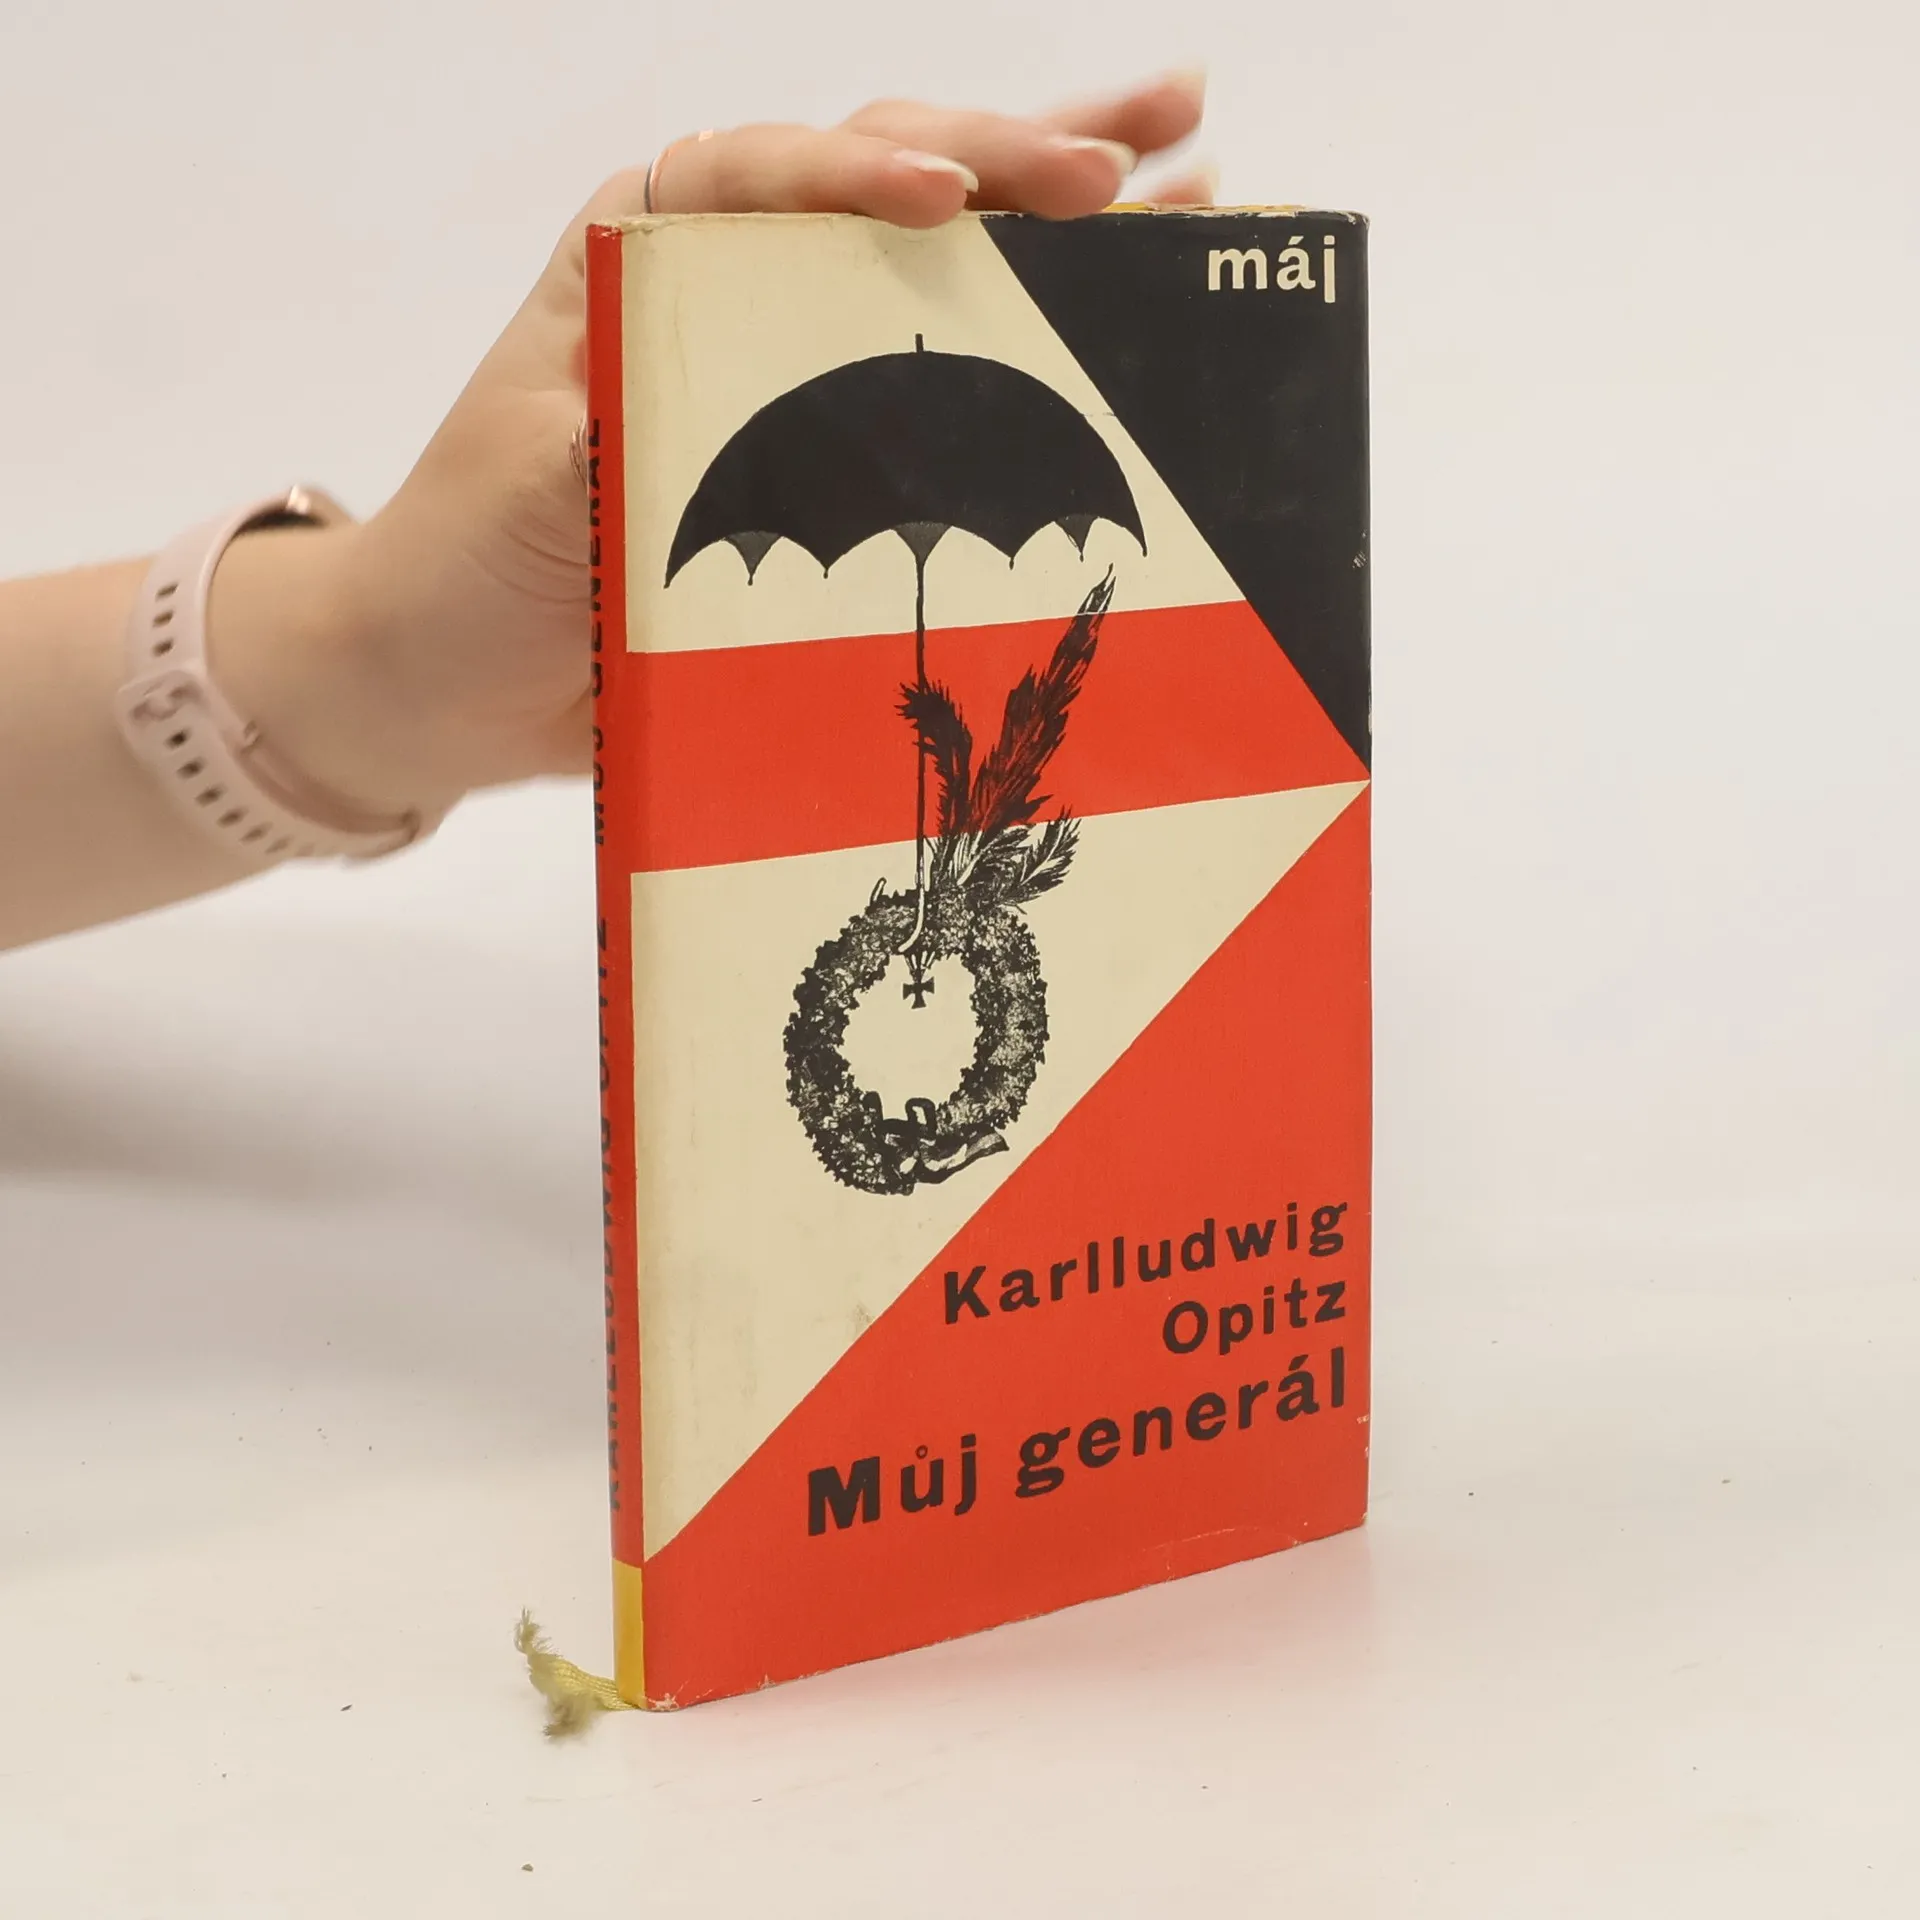 máj
Karlludwig
Opitz
Můj generál
KARLLUDWIG OPITZ MŮJ GENERÁL